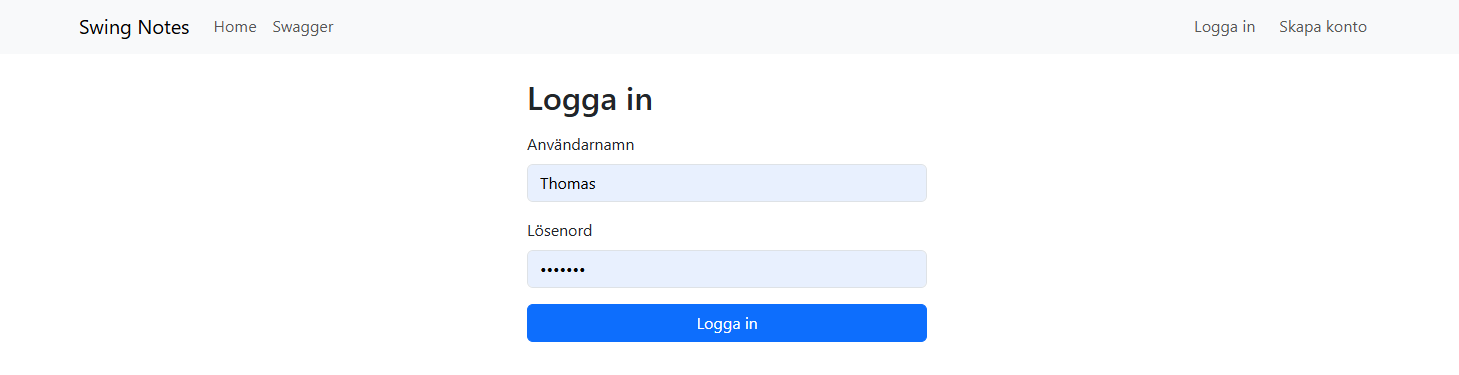 Swing Notes Home Swagger Logga in Skapa konto
Logga in
Användarnamn
Thomas
Lösenord
•••••••
Logga in